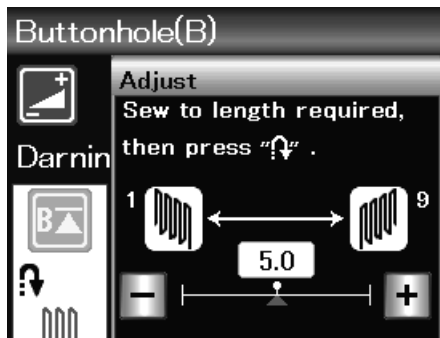 Buttonhole(B)
Adjust
Sew to length required,
then press “ ” .
Darnin
B
1
9
5.0
−
+